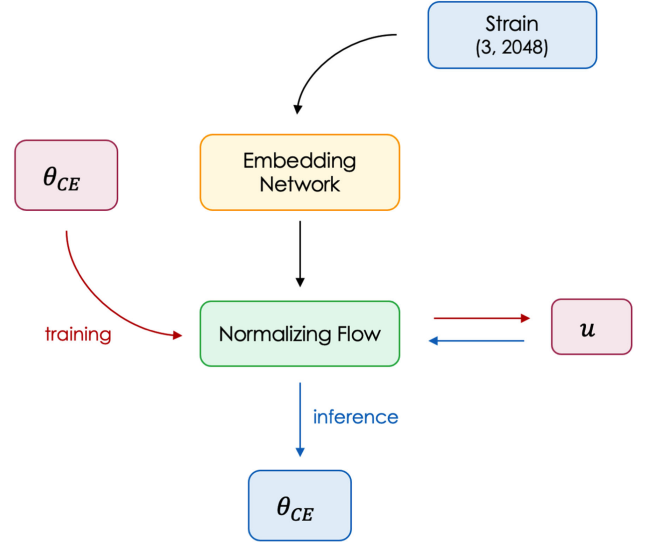 Strain
(3, 2048)
Embedding
Network
θ_CE
training
Normalizing Flow
u
inference
θ_CE